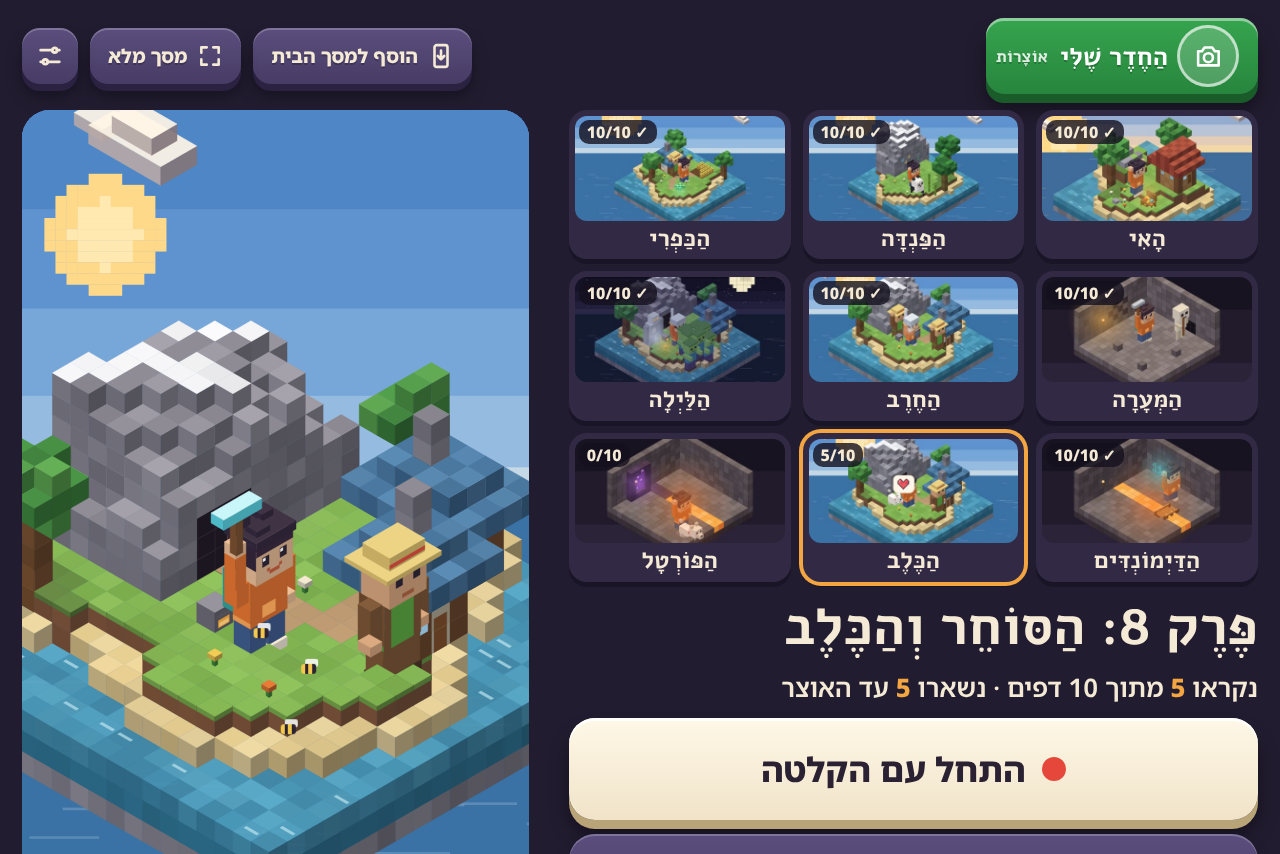 הַחֶדֶר שֶׁלִּי אוֹצָרוֹת
הוסף למסך הבית
מסך מלא
10/10 ✓
הָאִי
10/10 ✓
הַפַּנְדָּה
10/10 ✓
הַכַּפְרִי
10/10 ✓
הַמְּעָרָה
10/10 ✓
הַחֶרֶב
10/10 ✓
הַלַּיְלָה
10/10 ✓
הַדַּיְמוֹנְדִּים
5/10
הַכֶּלֶב
0/10
הַפּוֹרְטָל
פֶּרֶק 8: הַסּוֹחֵר וְהַכֶּלֶב
נקראו 5 מתוך 10 דפים · נשארו 5 עד האוצר
התחל עם הקלטה